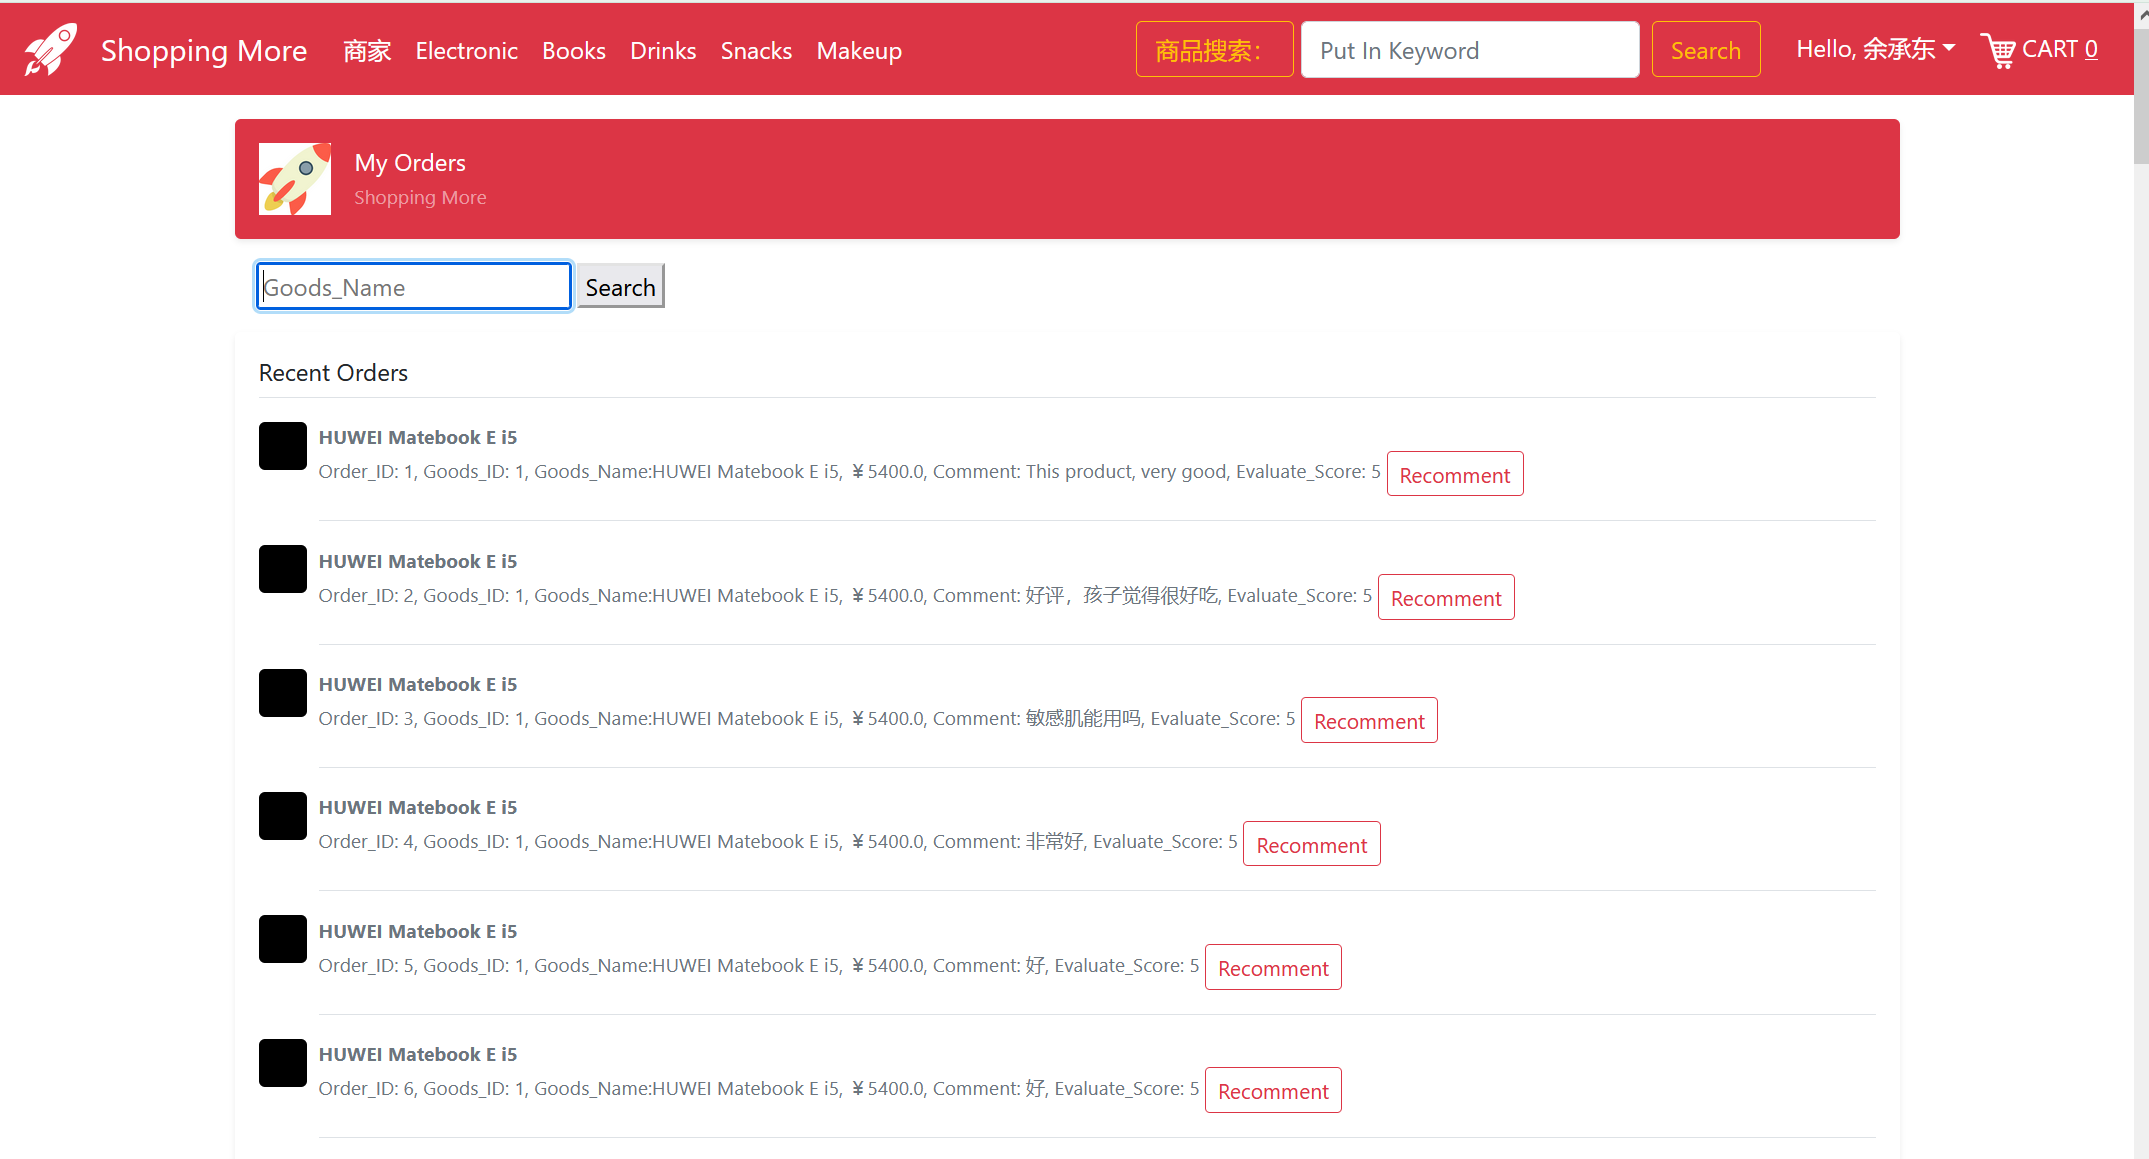 Shopping More 商家 Electronic Books Drinks Snacks Makeup 商品搜索： Put In Keyword Search Hello, 余承东 CART 0
My Orders
Shopping More
Goods_Name Search
Recent Orders
HUWEI Matebook E i5
Order_ID: 1, Goods_ID: 1, Goods_Name:HUWEI Matebook E i5, ￥5400.0, Comment: This product, very good, Evaluate_Score: 5 Recomment
HUWEI Matebook E i5
Order_ID: 2, Goods_ID: 1, Goods_Name:HUWEI Matebook E i5, ￥5400.0, Comment: 好评，孩子觉得很好吃, Evaluate_Score: 5 Recomment
HUWEI Matebook E i5
Order_ID: 3, Goods_ID: 1, Goods_Name:HUWEI Matebook E i5, ￥5400.0, Comment: 敏感肌能用吗, Evaluate_Score: 5 Recomment
HUWEI Matebook E i5
Order_ID: 4, Goods_ID: 1, Goods_Name:HUWEI Matebook E i5, ￥5400.0, Comment: 非常好, Evaluate_Score: 5 Recomment
HUWEI Matebook E i5
Order_ID: 5, Goods_ID: 1, Goods_Name:HUWEI Matebook E i5, ￥5400.0, Comment: 好, Evaluate_Score: 5 Recomment
HUWEI Matebook E i5
Order_ID: 6, Goods_ID: 1, Goods_Name:HUWEI Matebook E i5, ￥5400.0, Comment: 好, Evaluate_Score: 5 Recomment